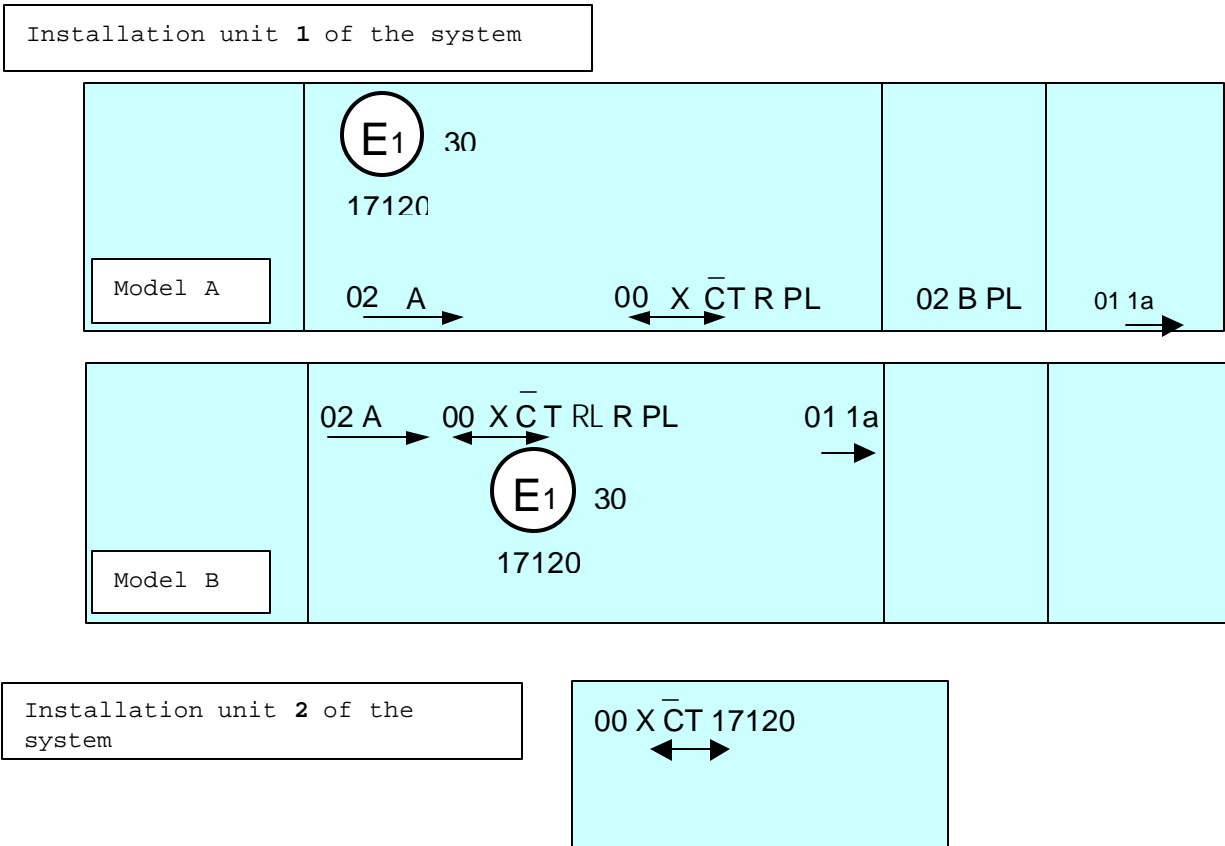 Installation unit 1 of the system
E1 30
17120
Model A
02 A 00 X C̅T R PL 02 B PL 01 1a
02 A 00 X C̅ T RL R PL 01 1a
E1 30
17120
Model B
Installation unit 2 of the
system
00 X C̅T 17120